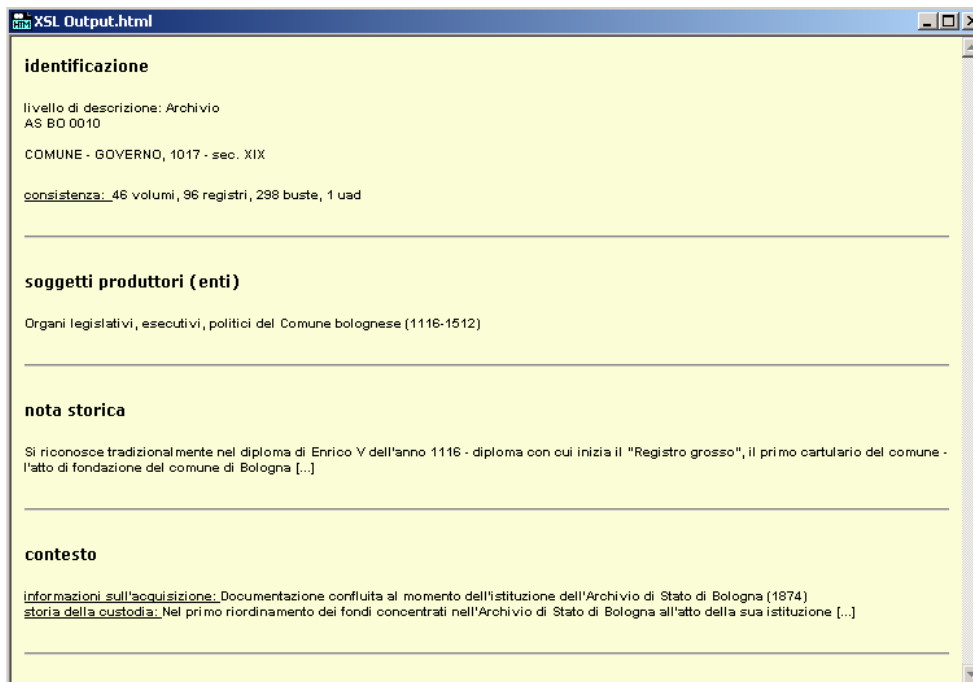 XSL Output.html
identificazione
livello di descrizione: Archivio
AS BO 0010
COMUNE - GOVERNO, 1017 - sec. XIX
consistenza: 46 volumi, 96 registri, 298 buste, 1 uad
soggetti produttori (enti)
Organi legislativi, esecutivi, politici del Comune bolognese (1116-1512)
nota storica
Si riconosce tradizionalmente nel diploma di Enrico V dell'anno 1116 - diploma con cui inizia il "Registro grosso", il primo cartulario del comune -
l'atto di fondazione del comune di Bologna [...]
contesto
informazioni sull'acquisizione: Documentazione confluita al momento dell'istituzione dell'Archivio di Stato di Bologna (1874)
storia della custodia: Nel primo riordinamento dei fondi concentrati nell'Archivio di Stato di Bologna all'atto della sua istituzione [...]